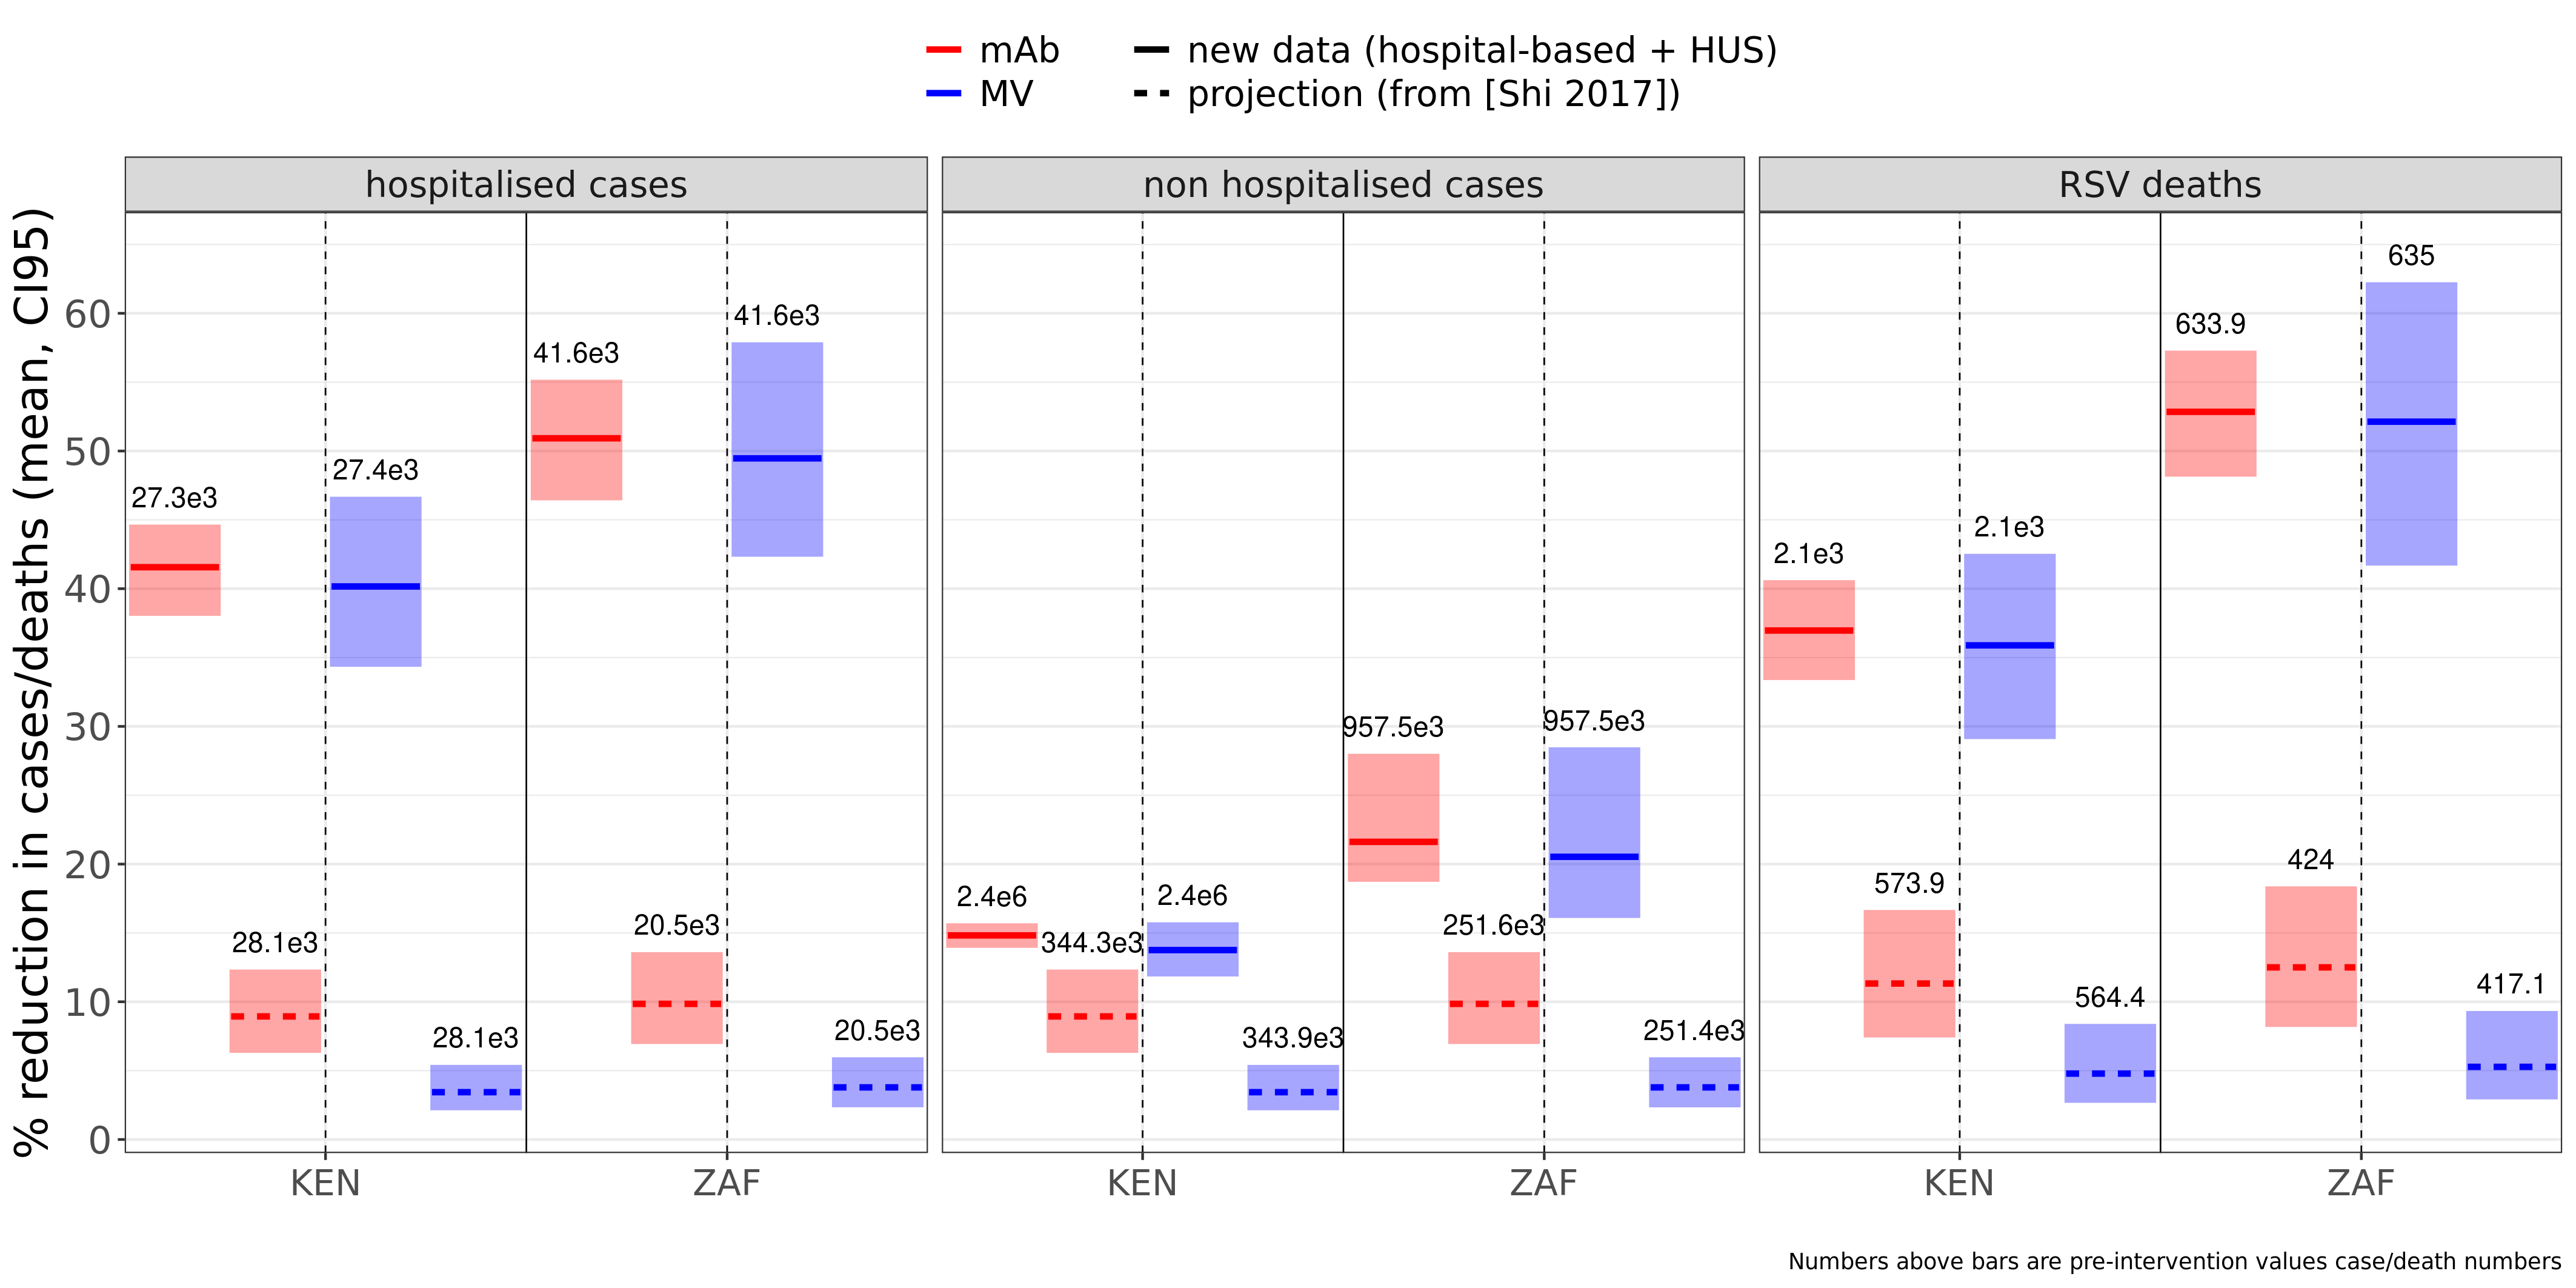 mAb
MV
new data (hospital-based + HUS)
projection (from [Shi 2017])
hospitalised cases
non hospitalised cases
RSV deaths
% reduction in cases/deaths (mean, CI95)
60
50
40
30
20
10
0
27.3e3
28.1e3
27.4e3
28.1e3
41.6e3
20.5e3
41.6e3
20.5e3
2.4e6
344.3e3
2.4e6
343.9e3
957.5e3
251.6e3
957.5e3
251.4e3
2.1e3
573.9
2.1e3
564.4
633.9
424
635
417.1
KEN
ZAF
KEN
ZAF
KEN
ZAF
Numbers above bars are pre-intervention values case/death numbers